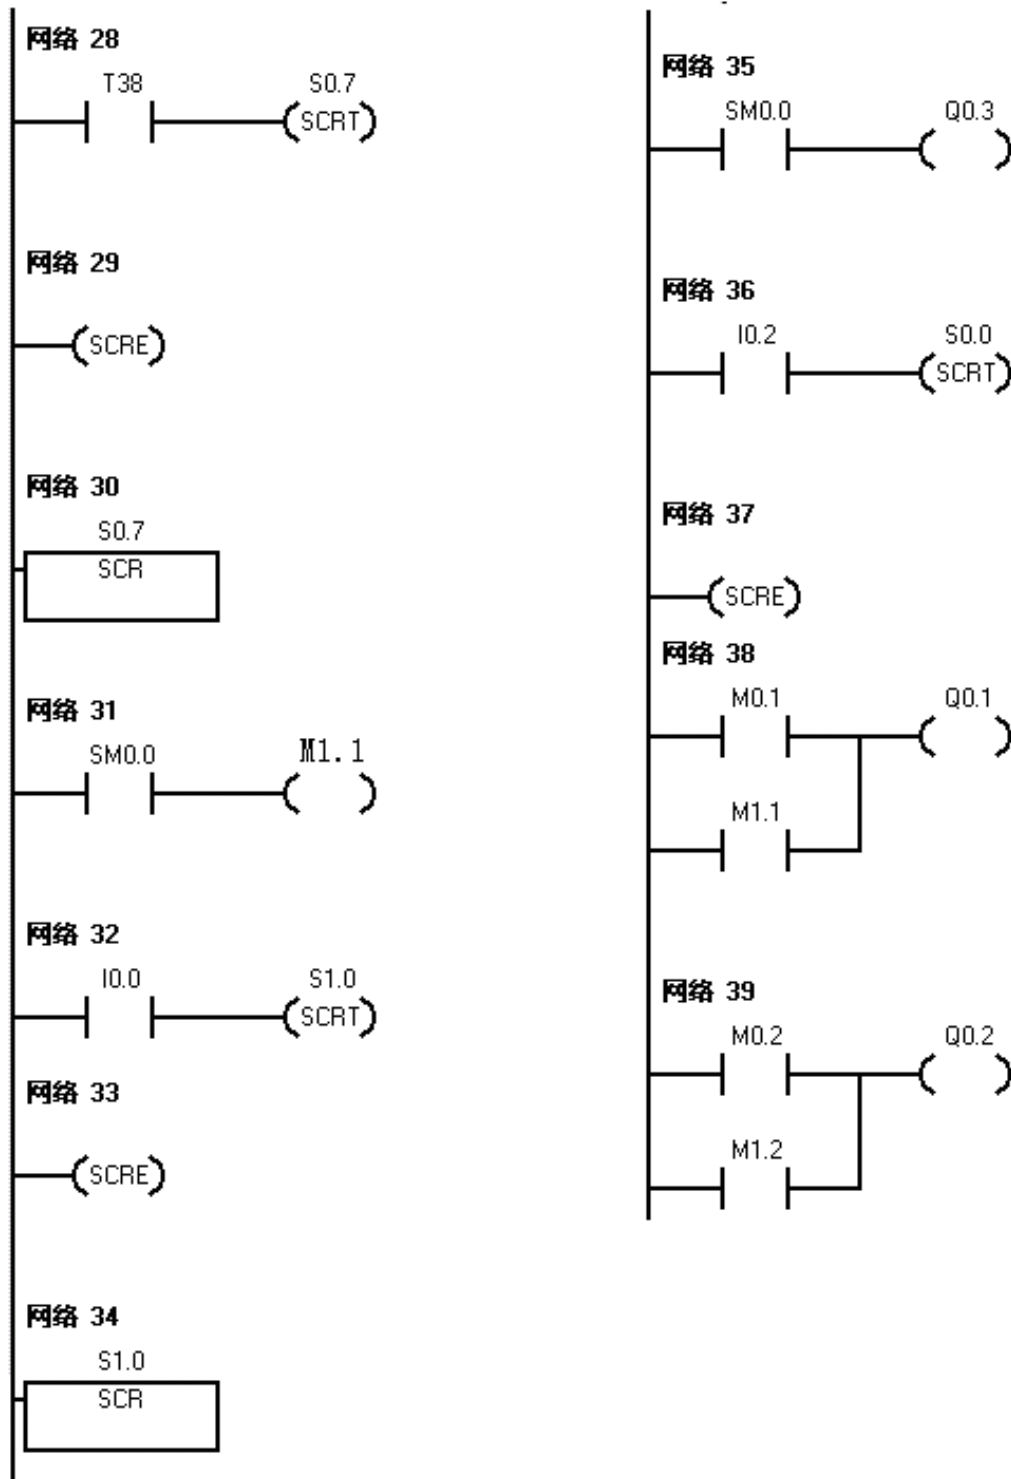 网络 28
T38 S0.7
SCRT
网络 29
SCRE
网络 30
S0.7
SCR
网络 31
SM0.0 M1.1
网络 32
I0.0 S1.0
SCRT
网络 33
SCRE
网络 34
S1.0
SCR
网络 35
SM0.0 Q0.3
网络 36
I0.2 S0.0
SCRT
网络 37
SCRE
网络 38
M0.1 Q0.1
M1.1
网络 39
M0.2 Q0.2
M1.2